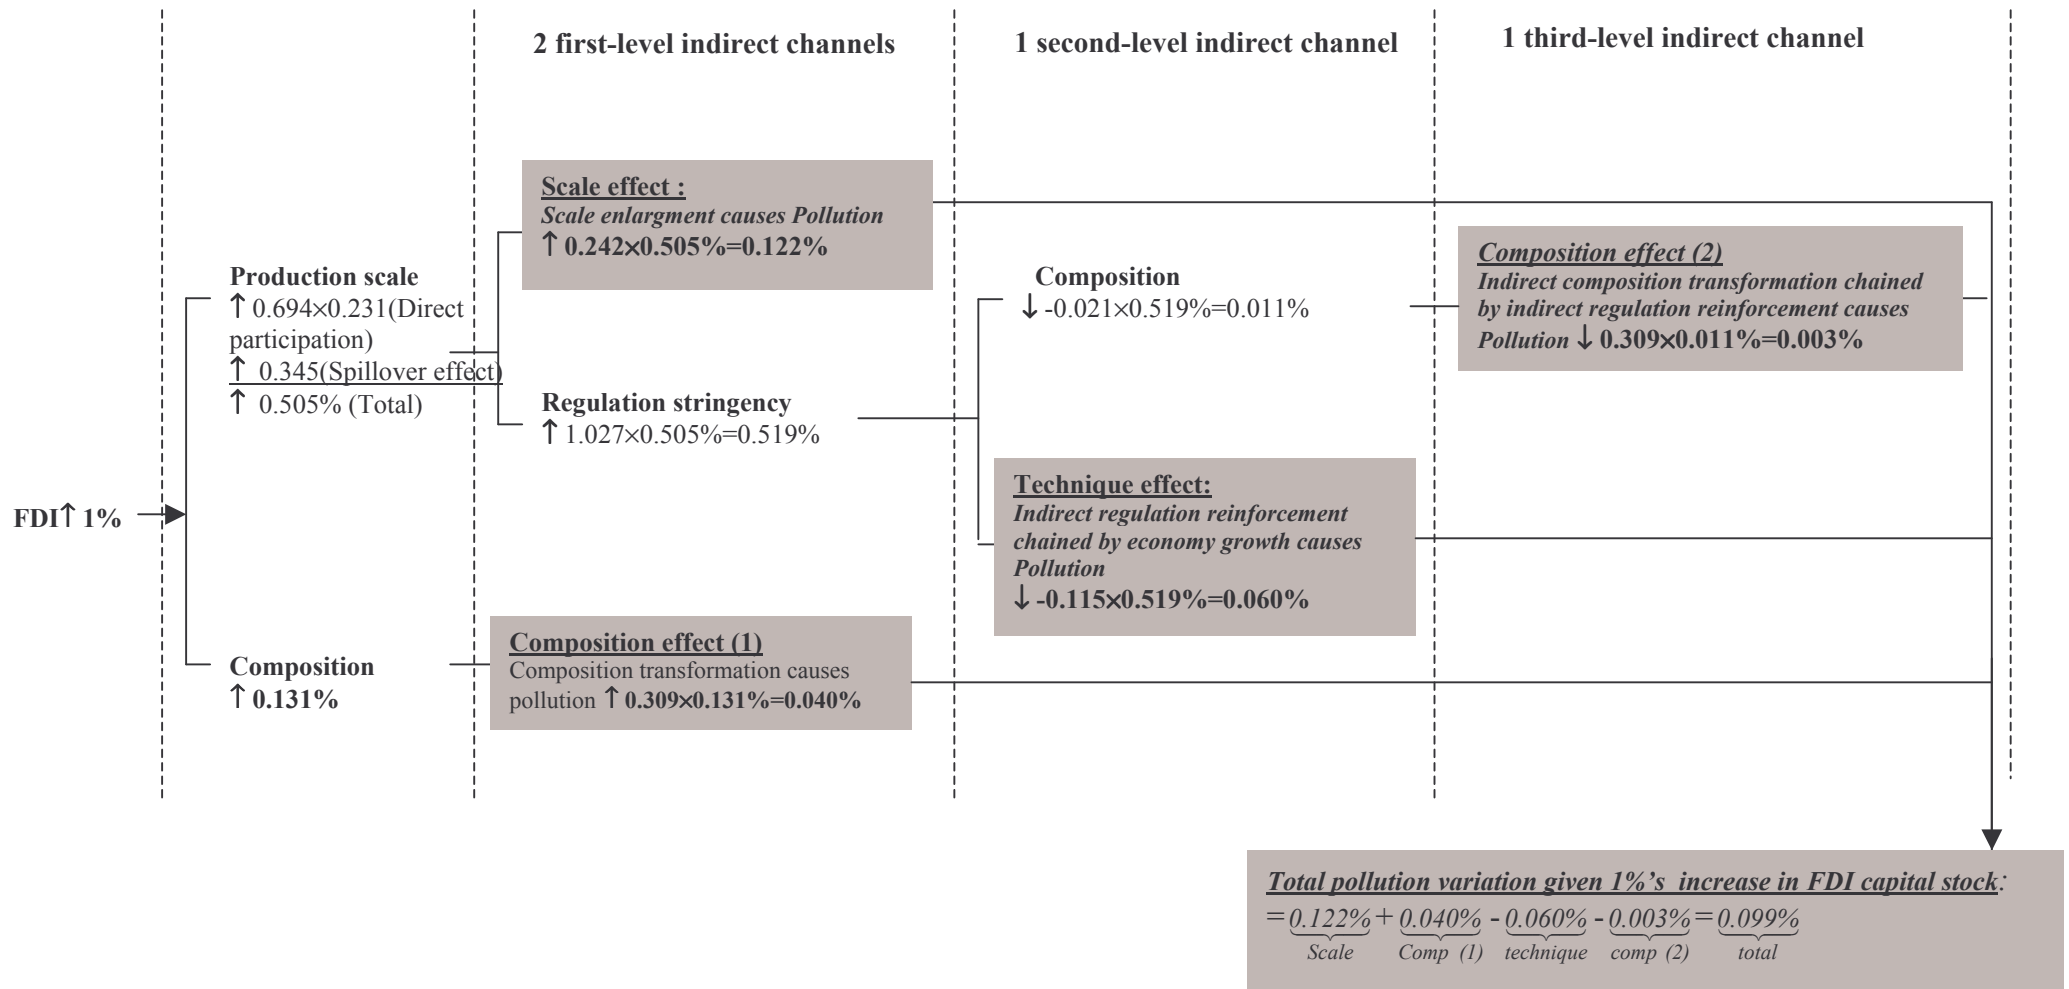 2 first-level indirect channels
1 second-level indirect channel
1 third-level indirect channel
FDI↑ 1%
Production scale
↑ 0.694×0.231(Direct
participation)
↑ 0.345(Spillover effect)
↑ 0.505% (Total)
Composition
↑ 0.131%
Scale effect :
Scale enlargment causes Pollution
↑ 0.242×0.505%=0.122%
Regulation stringency
↑ 1.027×0.505%=0.519%
Composition effect (1)
Composition transformation causes
pollution ↑ 0.309×0.131%=0.040%
Composition
↓ -0.021×0.519%=0.011%
Technique effect:
Indirect regulation reinforcement
chained by economy growth causes
Pollution
↓ -0.115×0.519%=0.060%
Composition effect (2)
Indirect composition transformation chained
by indirect regulation reinforcement causes
Pollution ↓ 0.309×0.011%=0.003%
Total pollution variation given 1%'s increase in FDI capital stock:
= 0.122% + 0.040% - 0.060% - 0.003% = 0.099%
Scale Comp (1) technique comp (2) total